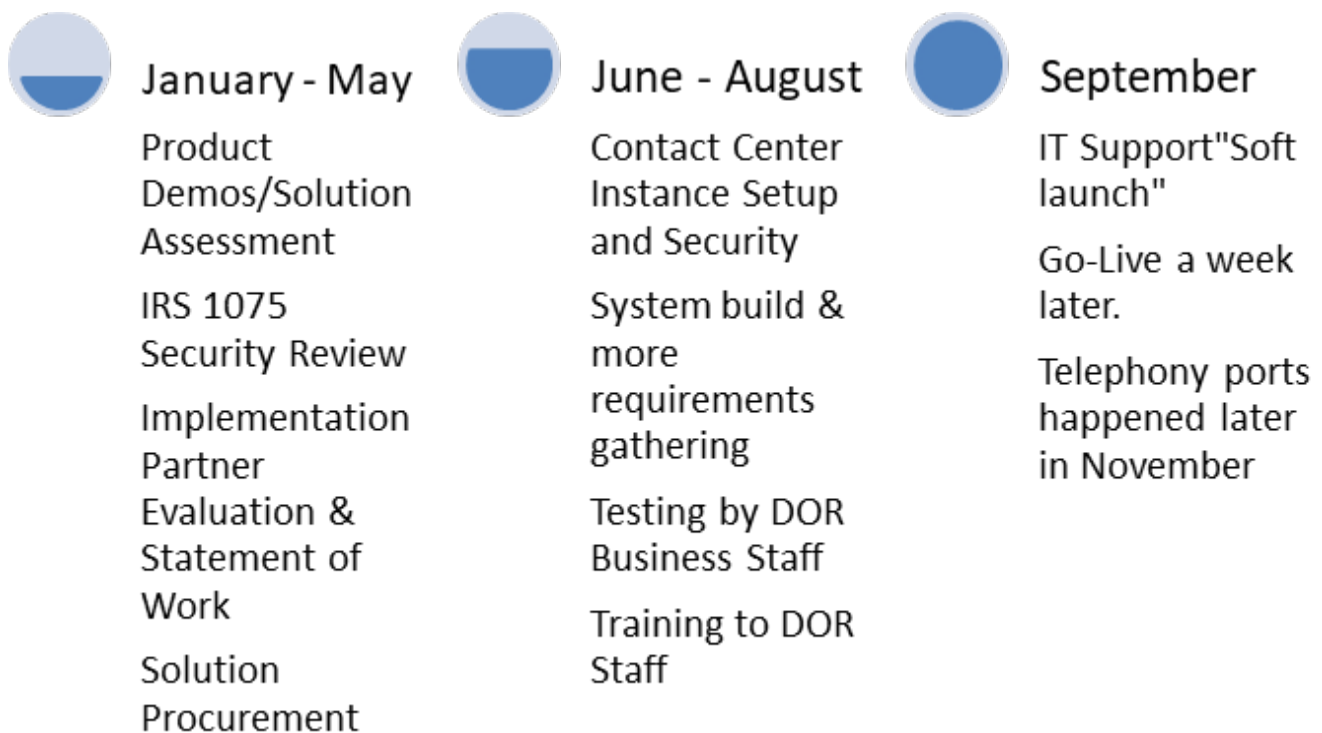 January - May
Product
Demos/Solution
Assessment
IRS 1075
Security Review
Implementation
Partner
Evaluation &
Statement of
Work
Solution
Procurement
June - August
Contact Center
Instance Setup
and Security
System build &
more
requirements
gathering
Testing by DOR
Business Staff
Training to DOR
Staff
September
IT Support"Soft
launch"
Go-Live a week
later.
Telephony ports
happened later
in November